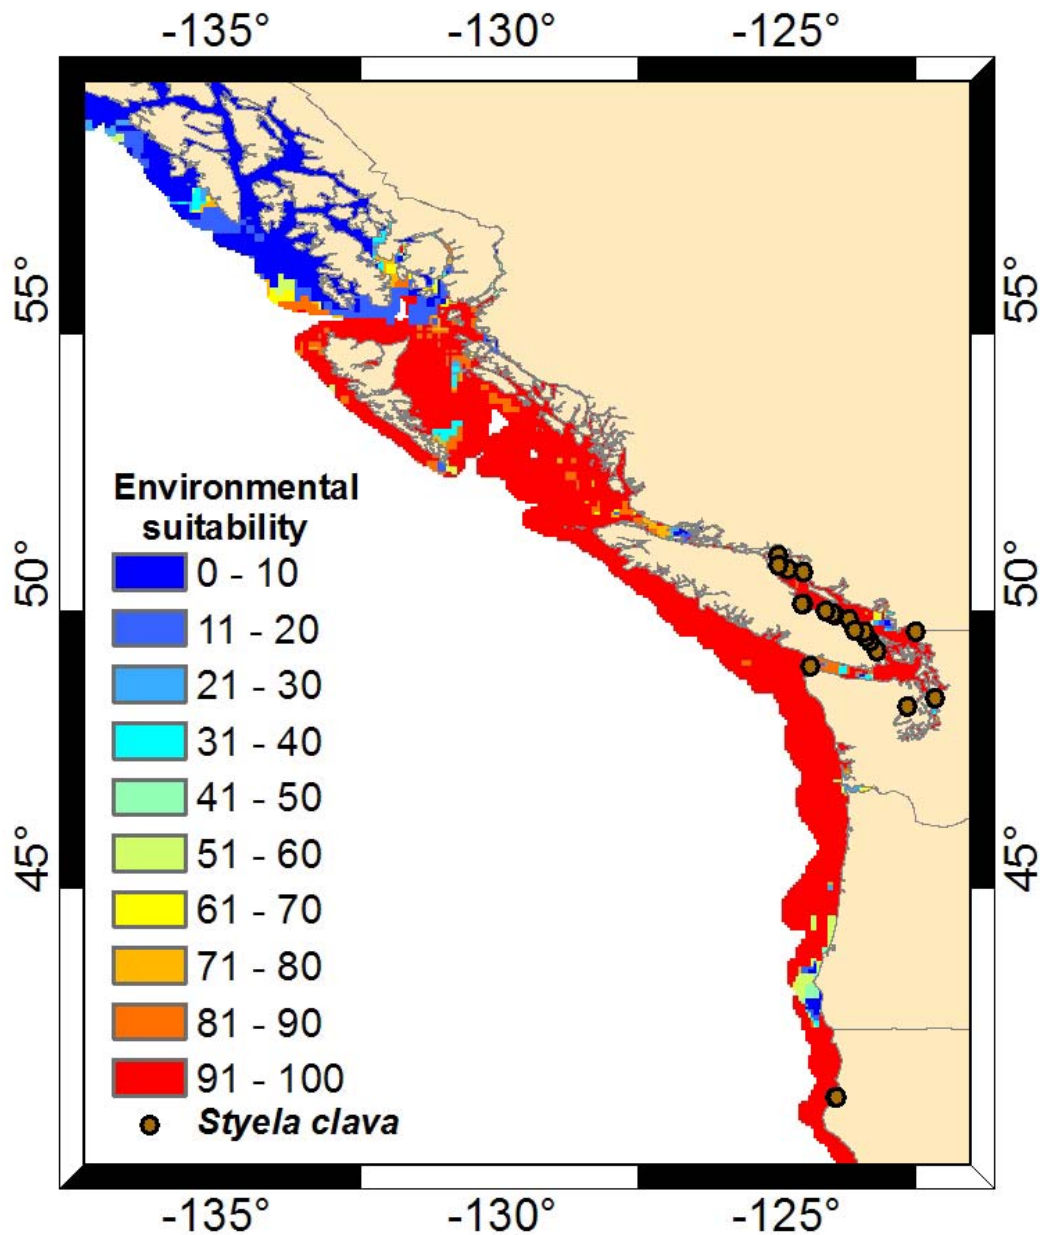 -135° -130° -125°
55° 55°
Environmental
suitability
0 - 10
50° 50°
11 - 20
21 - 30
31 - 40
41 - 50
45° 45°
51 - 60
61 - 70
71 - 80
81 - 90
91 - 100
Styela clava
-135° -130° -125°